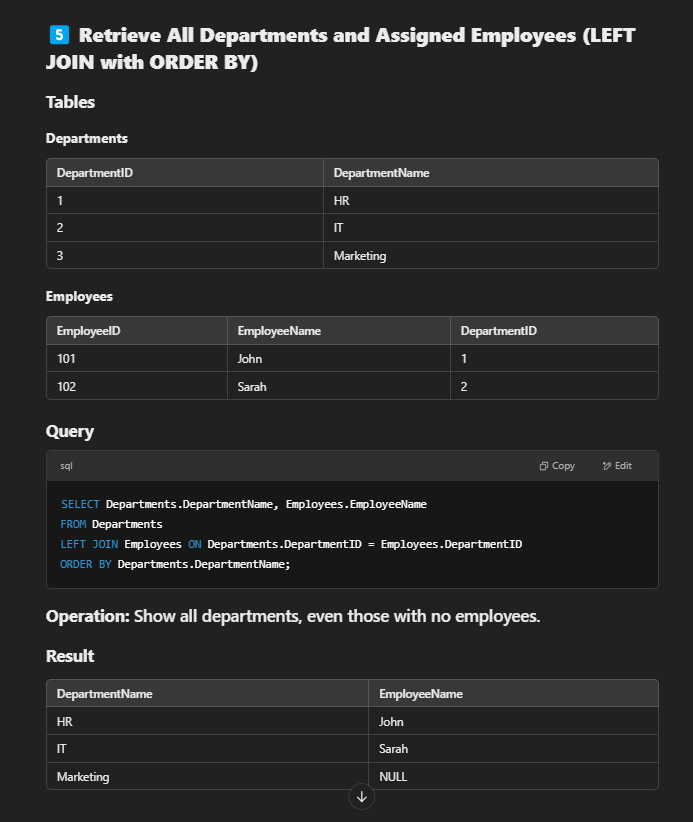 5 Retrieve All Departments and Assigned Employees (LEFT
JOIN with ORDER BY)
Tables
Departments
DepartmentID DepartmentName
1 HR
2 IT
3 Marketing
Employees
EmployeeID EmployeeName DepartmentID
101 John 1
102 Sarah 2
Query
sql Copy Edit
SELECT Departments.DepartmentName, Employees.EmployeeName
FROM Departments
LEFT JOIN Employees ON Departments.DepartmentID = Employees.DepartmentID
ORDER BY Departments.DepartmentName;
Operation: Show all departments, even those with no employees.
Result
DepartmentName EmployeeName
HR John
IT Sarah
Marketing NULL